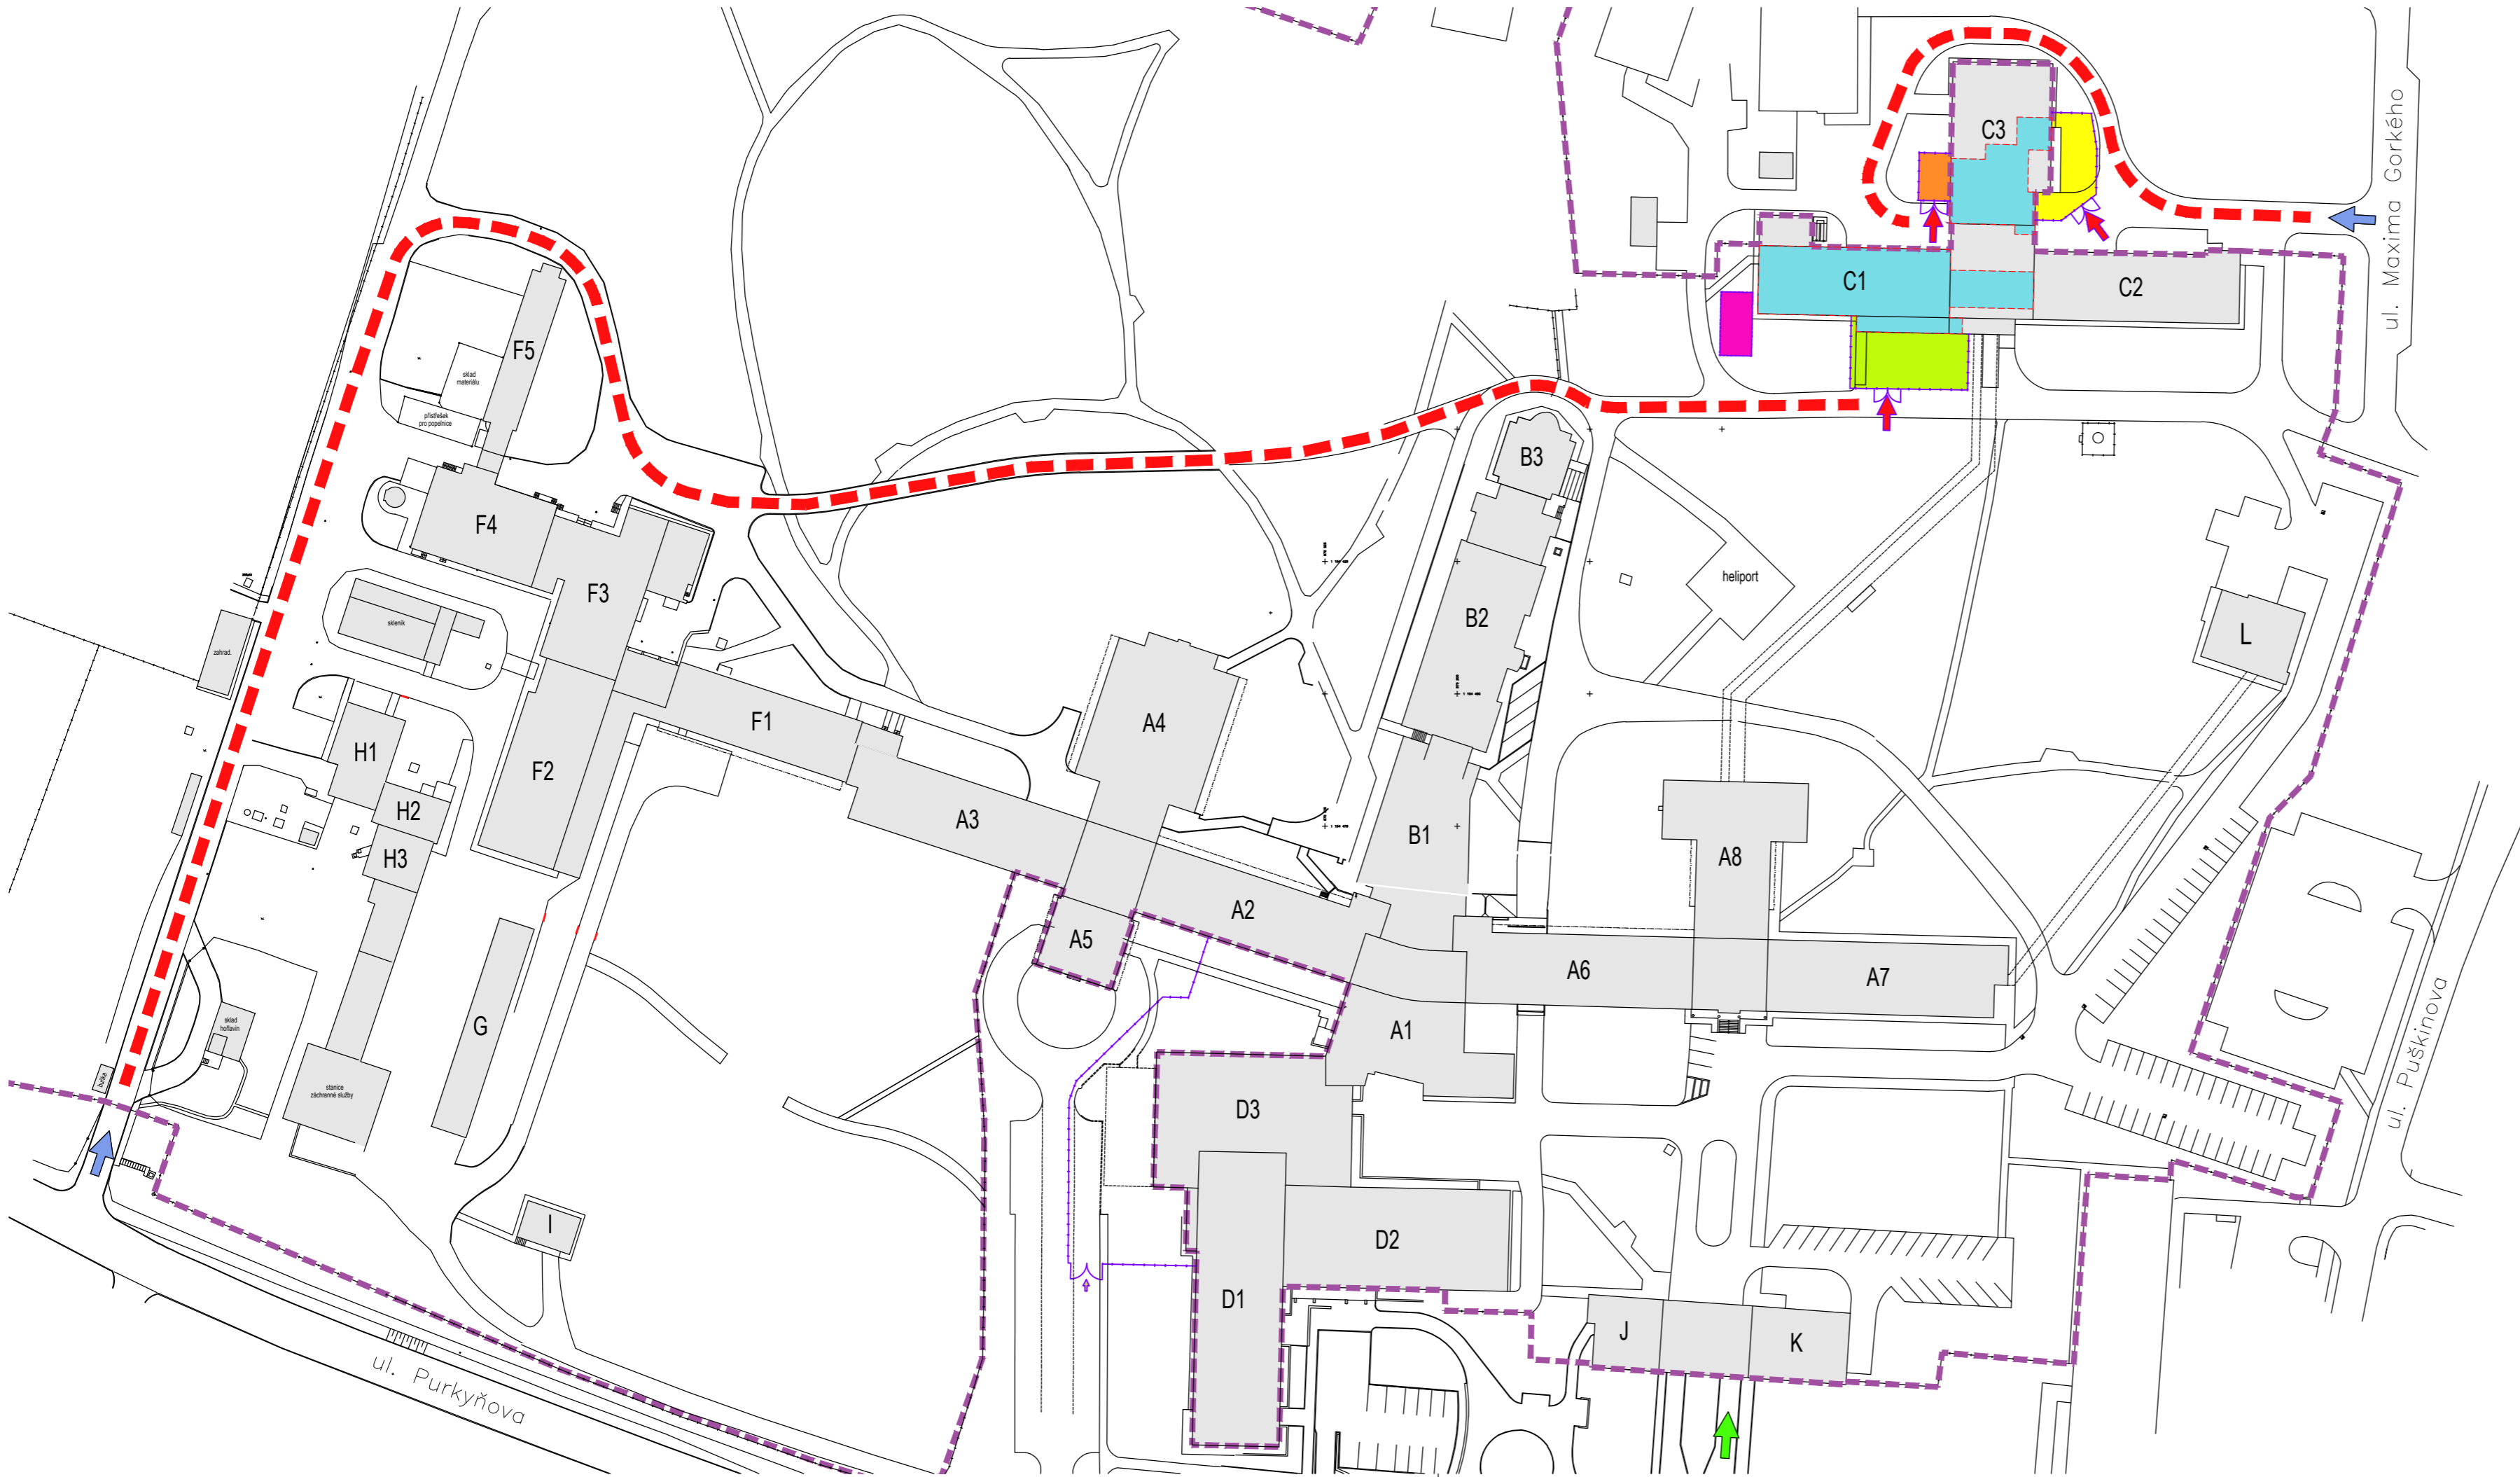 ul. Maxima Gorkého
C3
C1
C2
F5
sklad
materiálu
přístřešek
pro popelnice
B3
F4
heliport
F3
B2
skleník
zahrad.
L
F1
A4
H1
F2
H2
A3
B1
H3
A8
A2
A5
A6
A7
G
sklad
hořlavin
A1
ul. Puškinova
buňka
stanice
záchranné služby
D3
I
D2
D1
J
K
ul. Purkyňova